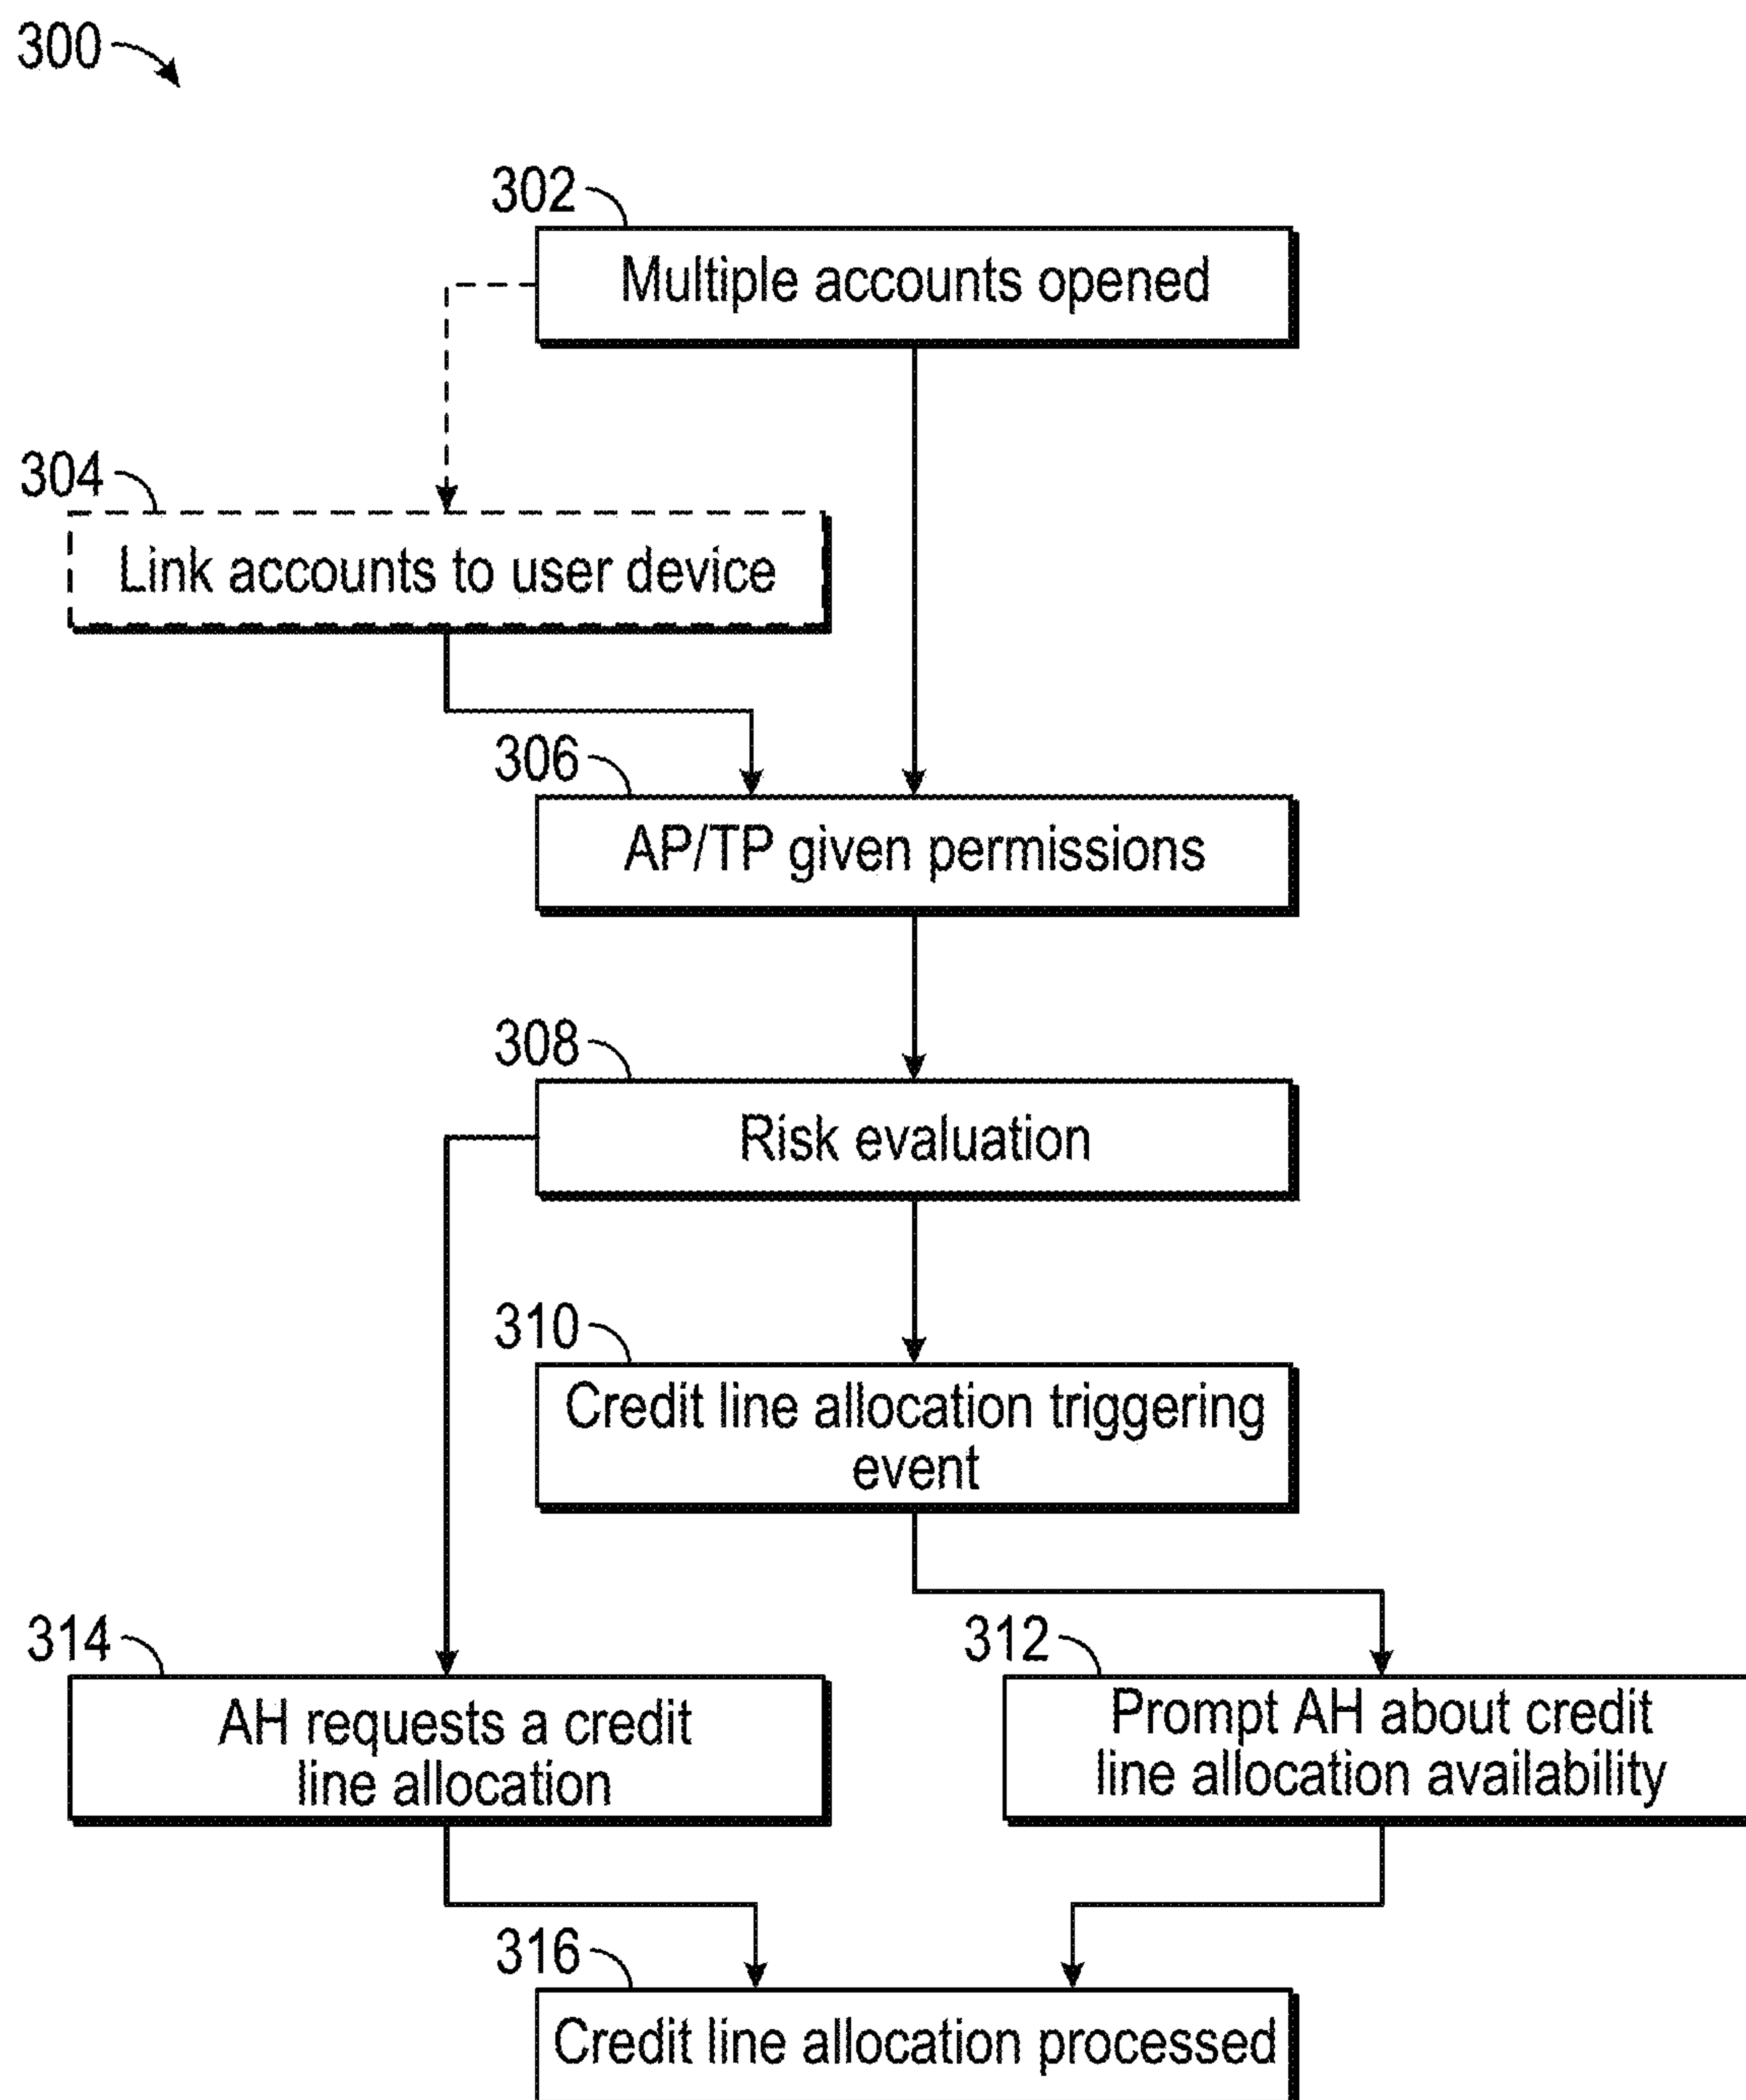 300
302
Multiple accounts opened
304
Link accounts to user device
306
AP/TP given permissions
308
Risk evaluation
310
Credit line allocation triggering
event
314
AH requests a credit
line allocation
312
Prompt AH about credit
line allocation availability
316
Credit line allocation processed